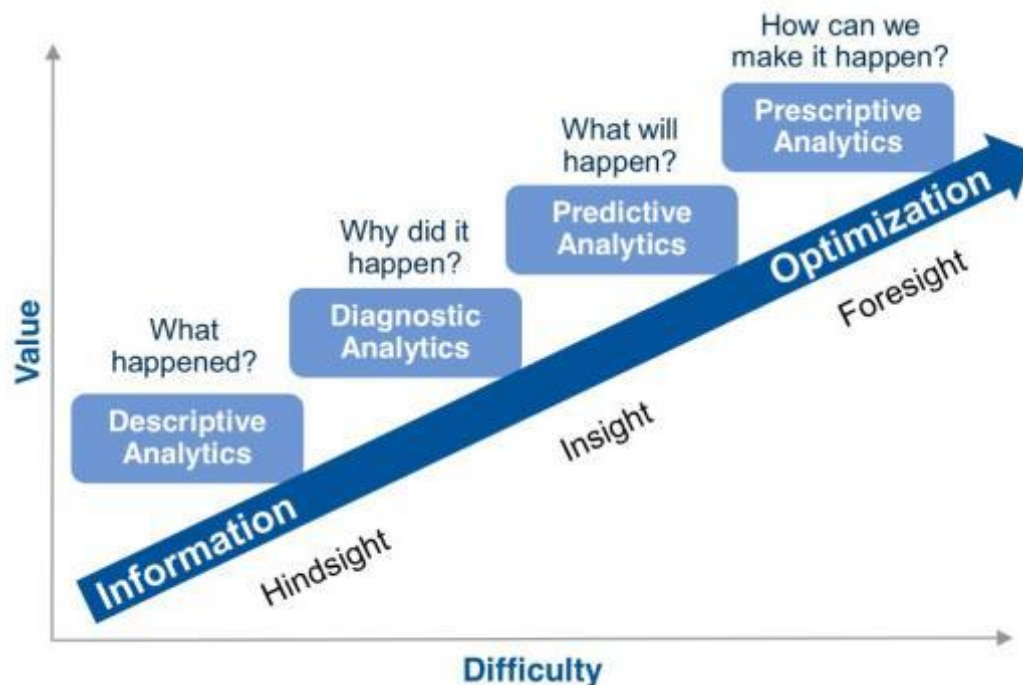 How can we
make it happen?
Prescriptive
Analytics
What will
happen?
Predictive
Analytics
Why did it
happen?
Diagnostic
Analytics
What
happened?
Descriptive
Analytics
Information
Optimization
Hindsight
Insight
Foresight
Value
Difficulty